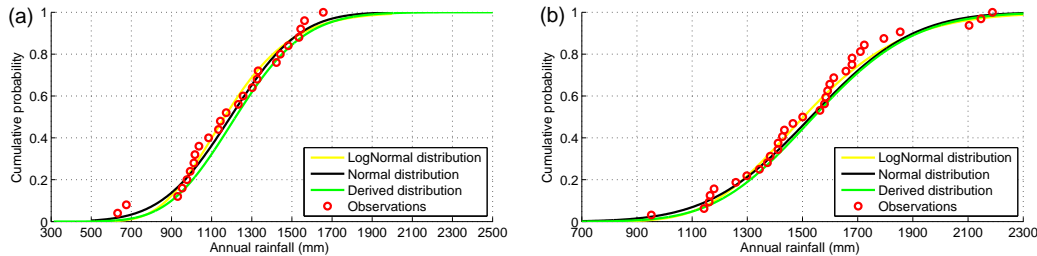 (a)
Cumulative probability
1
0.8
0.6
0.4
0.2
0
300 500 700 900 1100 1300 1500 1700 1900 2100 2300 2500
Annual rainfall (mm)
LogNormal distribution
Normal distribution
Derived distribution
Observations
(b)
Cumulative probability
1
0.8
0.6
0.4
0.2
0
700 900 1100 1300 1500 1700 1900 2100 2300
Annual rainfall (mm)
LogNormal distribution
Normal distribution
Derived distribution
Observations